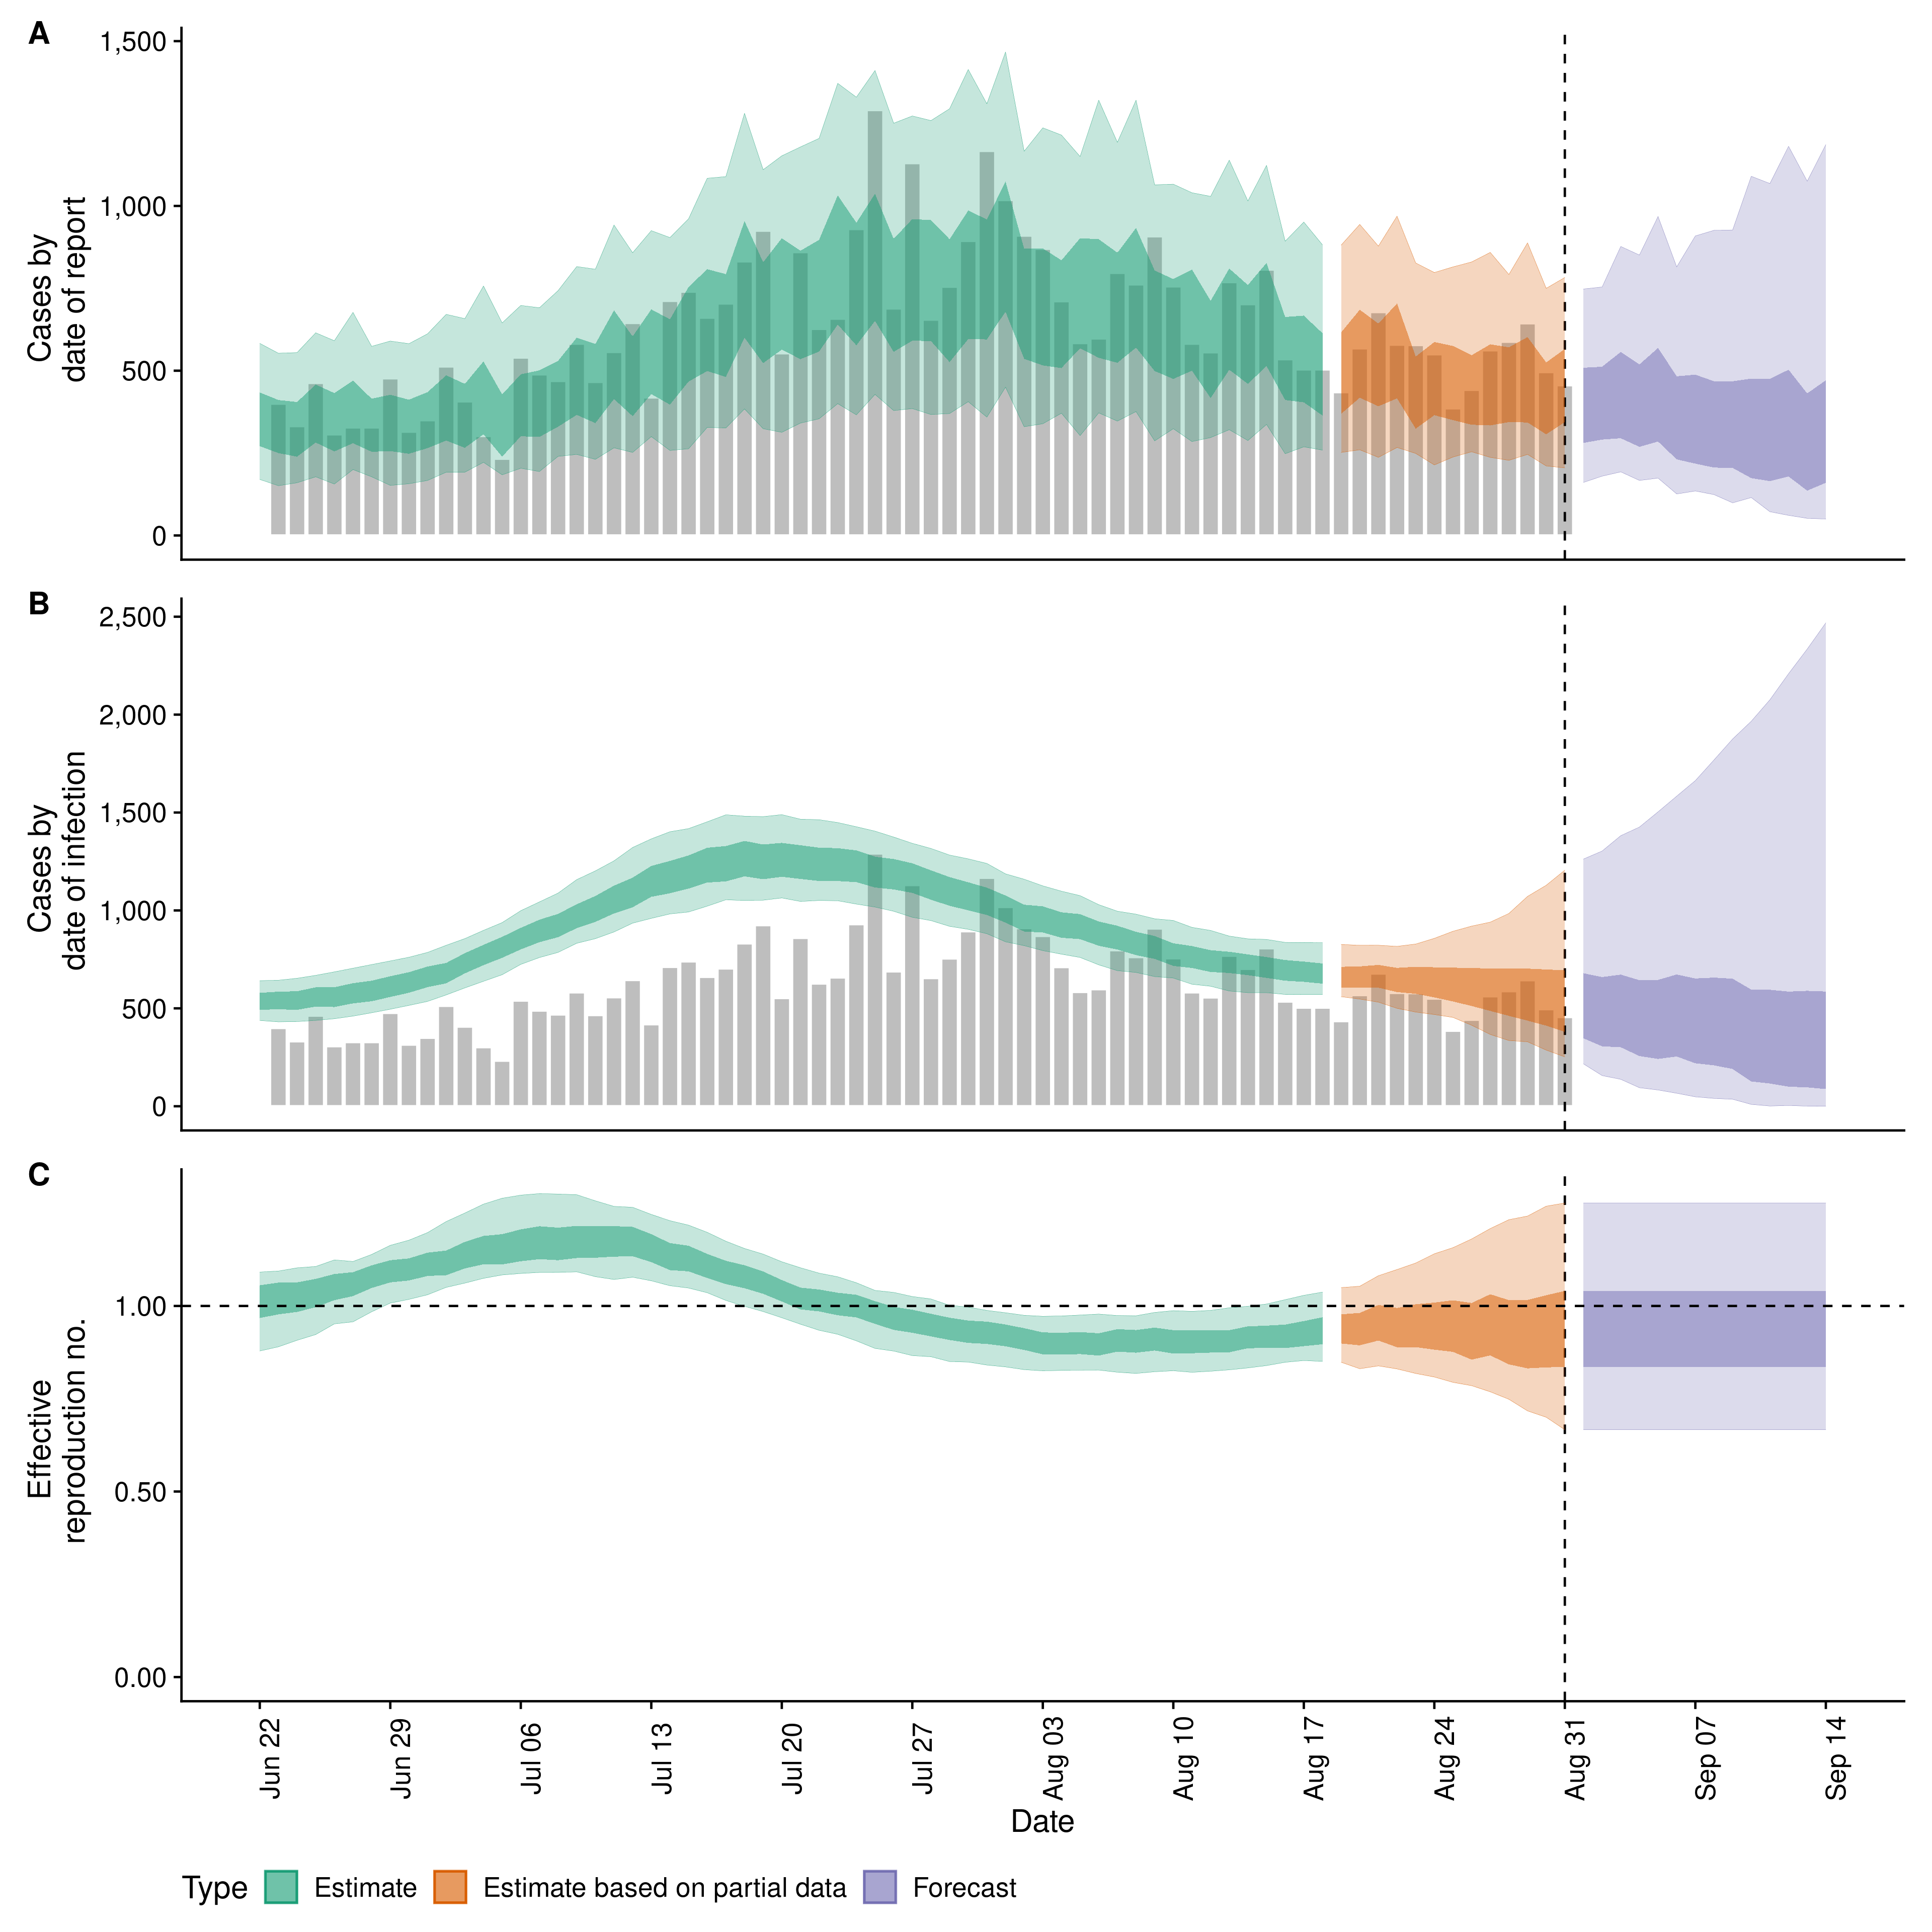 A
Cases by
date of report
1,500
1,000
500
0
B
Cases by
date of infection
2,500
2,000
1,500
1,000
500
0
C
Effective
reproduction no.
1.00
0.50
0.00
Jun 22
Jun 29
Jul 06
Jul 13
Jul 20
Jul 27
Aug 03
Aug 10
Aug 17
Aug 24
Aug 31
Sep 07
Sep 14
Date
Type Estimate Estimate based on partial data Forecast